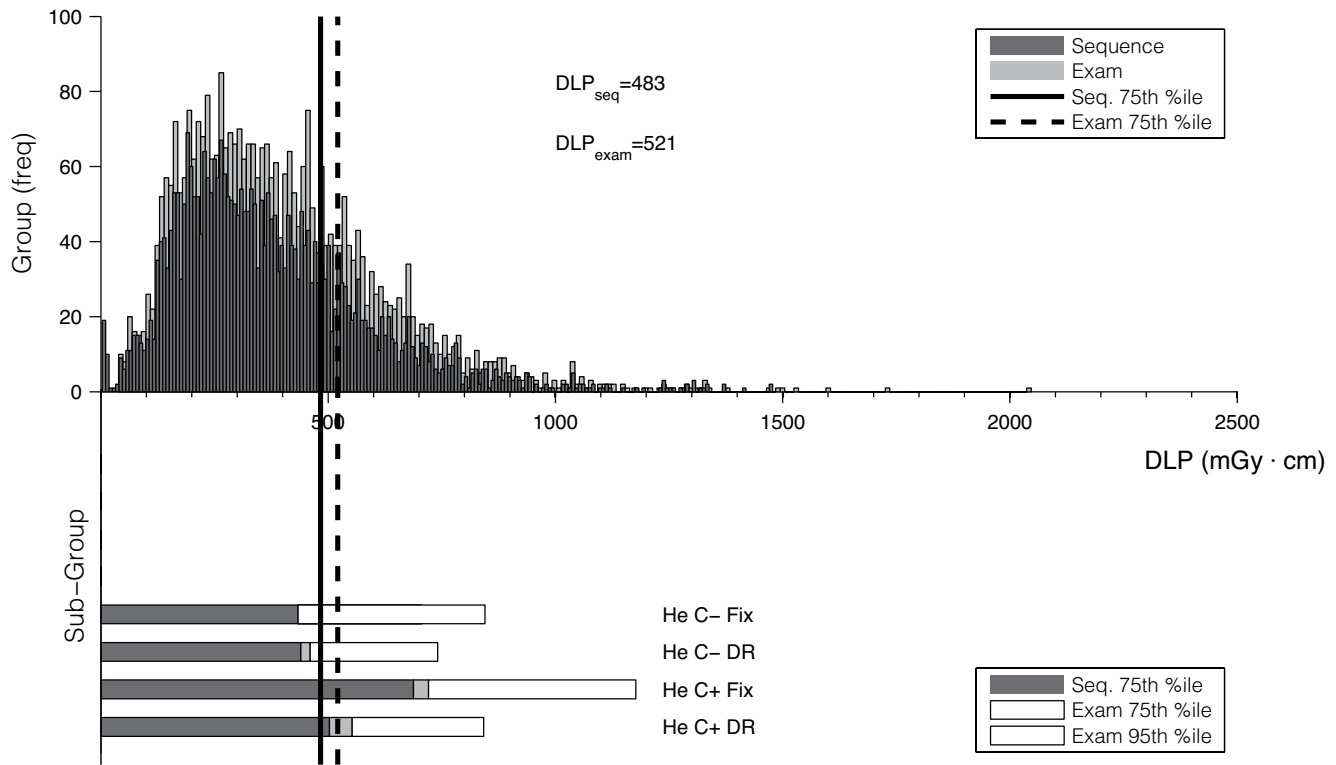 100
80
60
40
20
0
Group (freq)
DLPseq=483
DLPexam=521
Sequence
Exam
Seq. 75th %ile
Exam 75th %ile
500
1000
1500
2000
2500
DLP (mGy · cm)
Sub−Group
He C− Fix
He C− DR
He C+ Fix
He C+ DR
Seq. 75th %ile
Exam 75th %ile
Exam 95th %ile